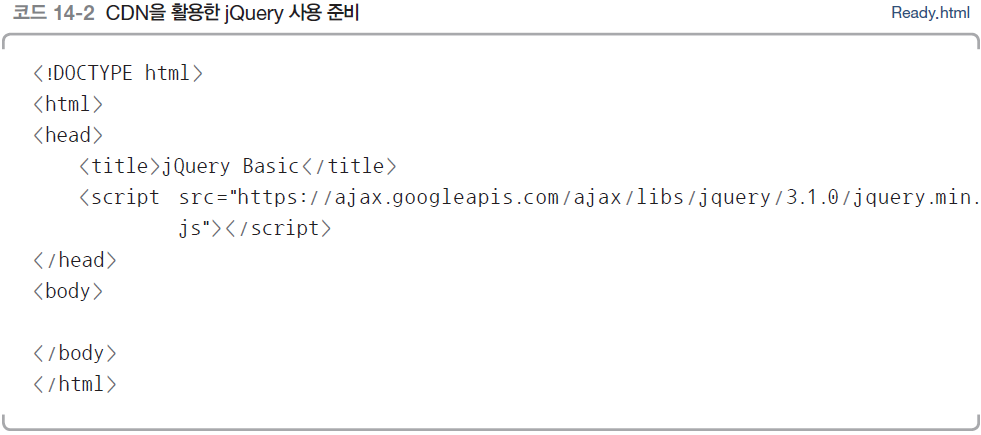 코드 14-2 CDN을 활용한 jQuery 사용 준비 Ready.html
<!DOCTYPE html>
<html>
<head>
<title>jQuery Basic</title>
<script src="https://ajax.googleapis.com/ajax/libs/jquery/3.1.0/jquery.min.
js"></script>
</head>
<body>
</body>
</html>